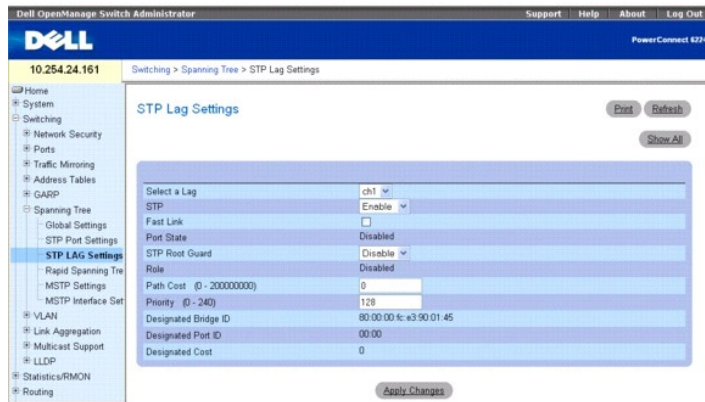 Dell OpenManage Switch Administrator
Support Help About Log Out
DELL
PowerConnect 6224
10.254.24.161
Switching > Spanning Tree > STP Lag Settings
Home
System
Switching
Network Security
Ports
Traffic Mirroring
Address Tables
GARP
Spanning Tree
Global Settings
STP Port Settings
STP LAG Settings
Rapid Spanning Tre
MSTP Settings
MSTP Interface Set
VLAN
Link Aggregation
Multicast Support
LLDP
Statistics/RMON
Routing
STP Lag Settings
Print Refresh
Show All
Select a Lag ch1
STP Enable
Fast Link
Port State Disabled
STP Root Guard Disable
Role Disabled
Path Cost (0 - 200000000) 0
Priority (0 - 240) 128
Designated Bridge ID 80:00:00:fc:e3:90:01:45
Designated Port ID 00:00
Designated Cost 0
Apply Changes